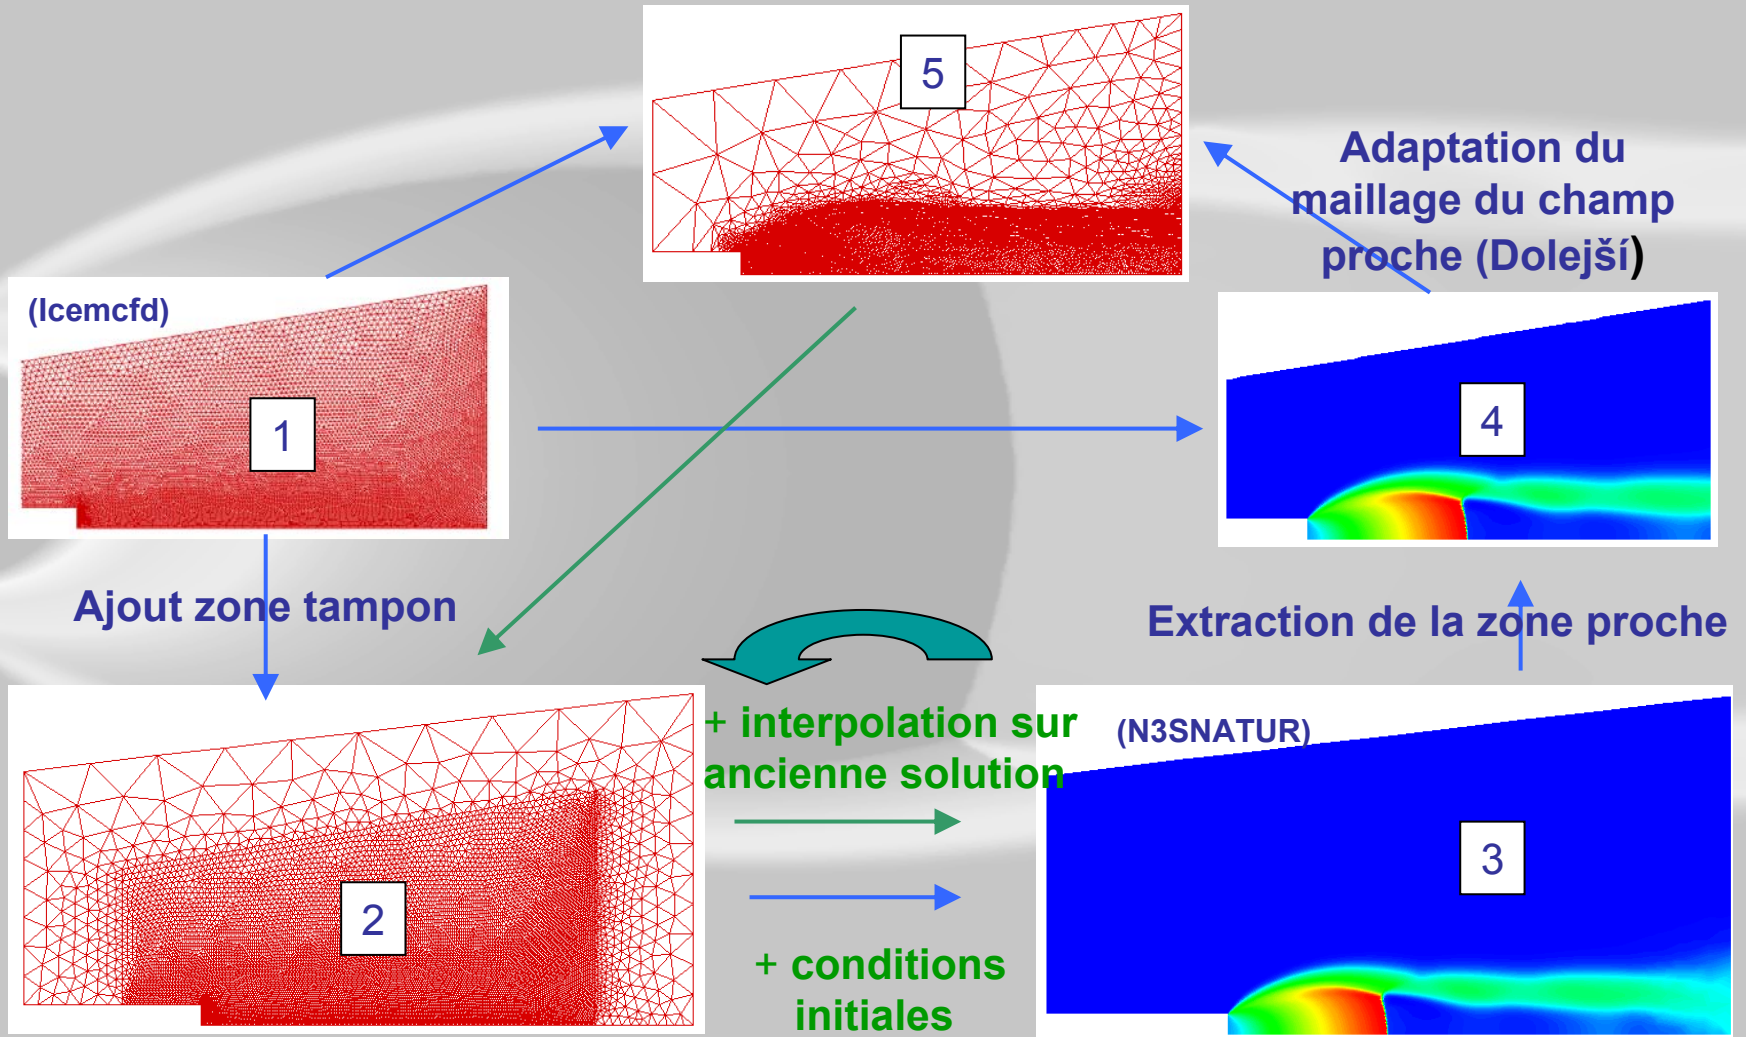 5
Adaptation du
maillage du champ
proche (Dolejší)
(Icemcfd)
1
4
Ajout zone tampon
Extraction de la zone proche
+ interpolation sur
ancienne solution
(N3SNATUR)
3
2
+ conditions
initiales